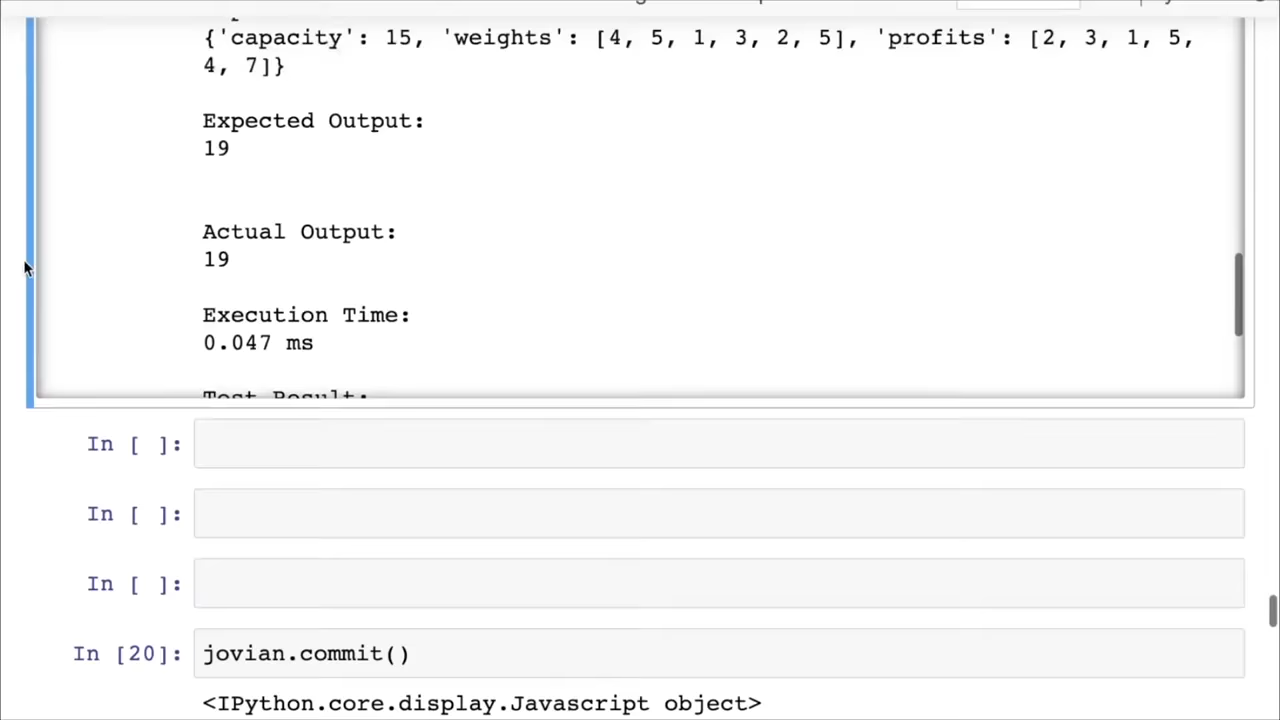 {'capacity': 15, 'weights': [4, 5, 1, 3, 2, 5], 'profits': [2, 3, 1, 5,
4, 7]}
Expected Output:
19
Actual Output:
19
Execution Time:
0.047 ms
Test Result:
In [ ]:
In [ ]:
In [ ]:
In [20]: jovian.commit()
<IPython.core.display.Javascript object>